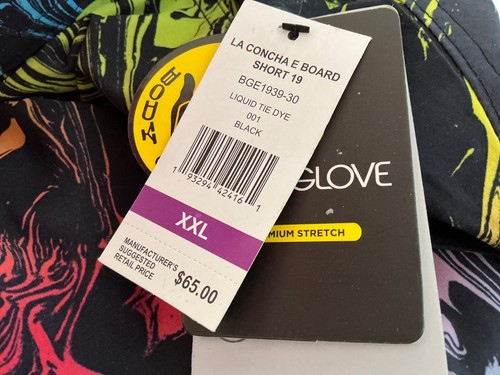 LA CONCHA E BOARD
SHORT 19
BGE1939-30
LIQUID TIE DYE
001
BLACK
1 93294 42416 1
XXL
MANUFACTURER'S
SUGGESTED
RETAIL PRICE
$65.00
BODY
GLOVE
MIUM STRETCH